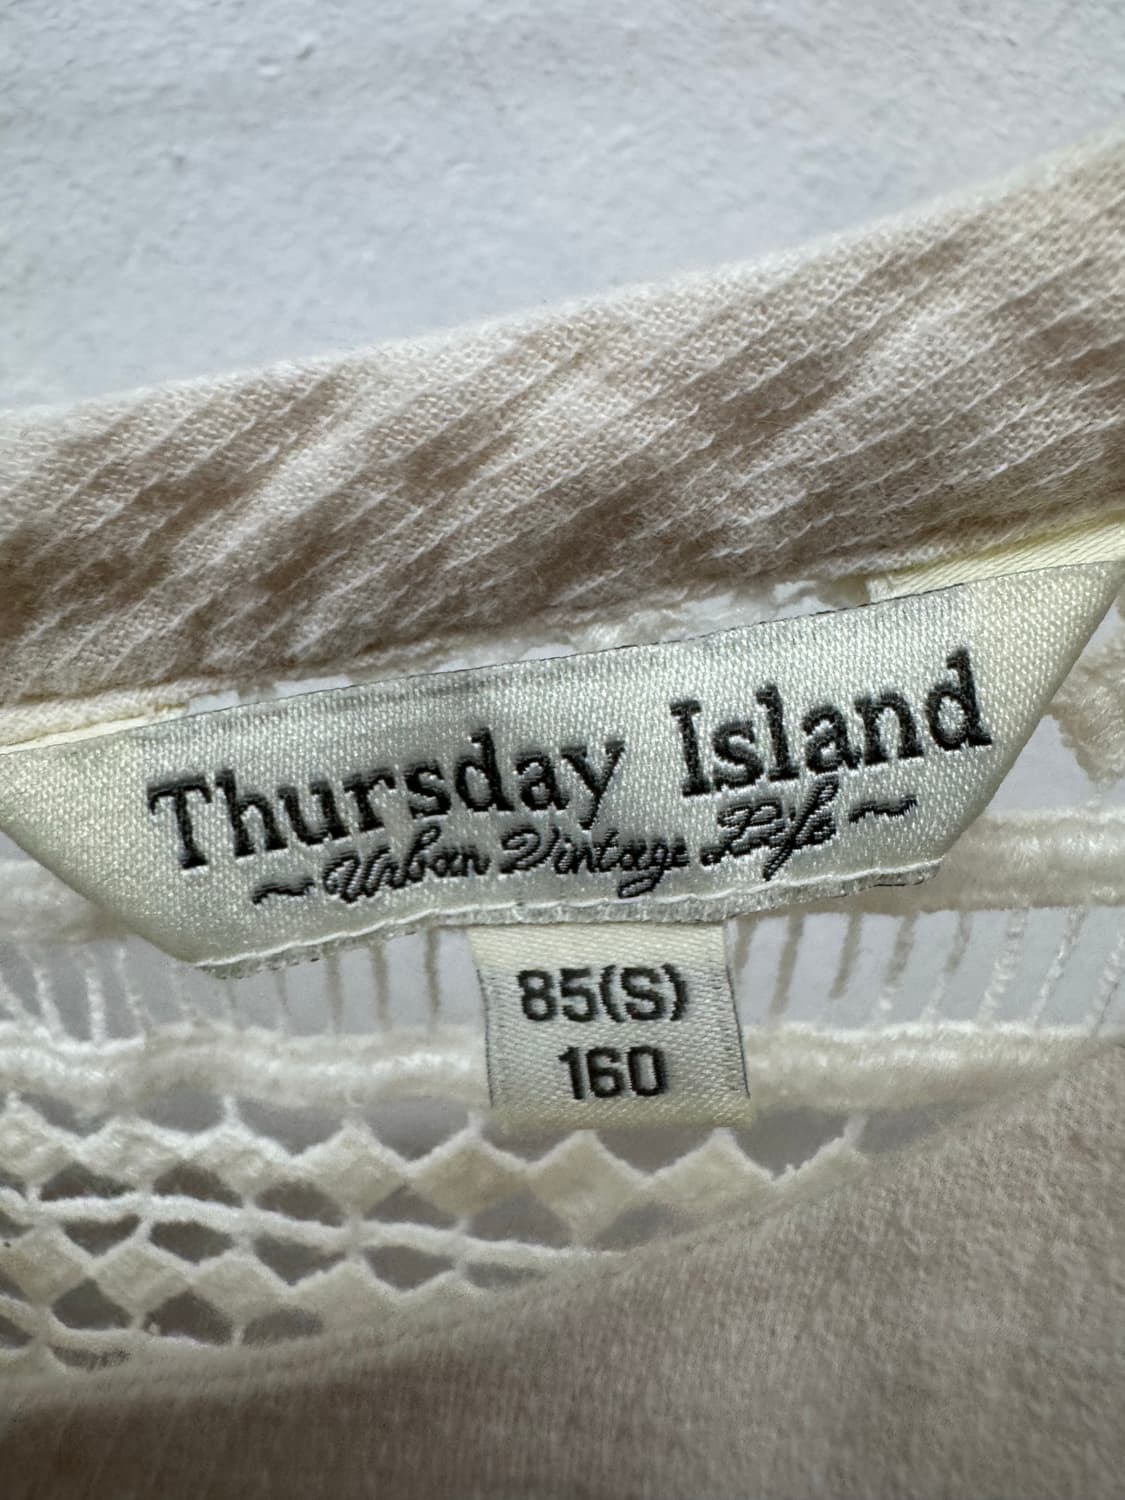 Thursday Island
~Urban Vintage Life~
85(S)
160